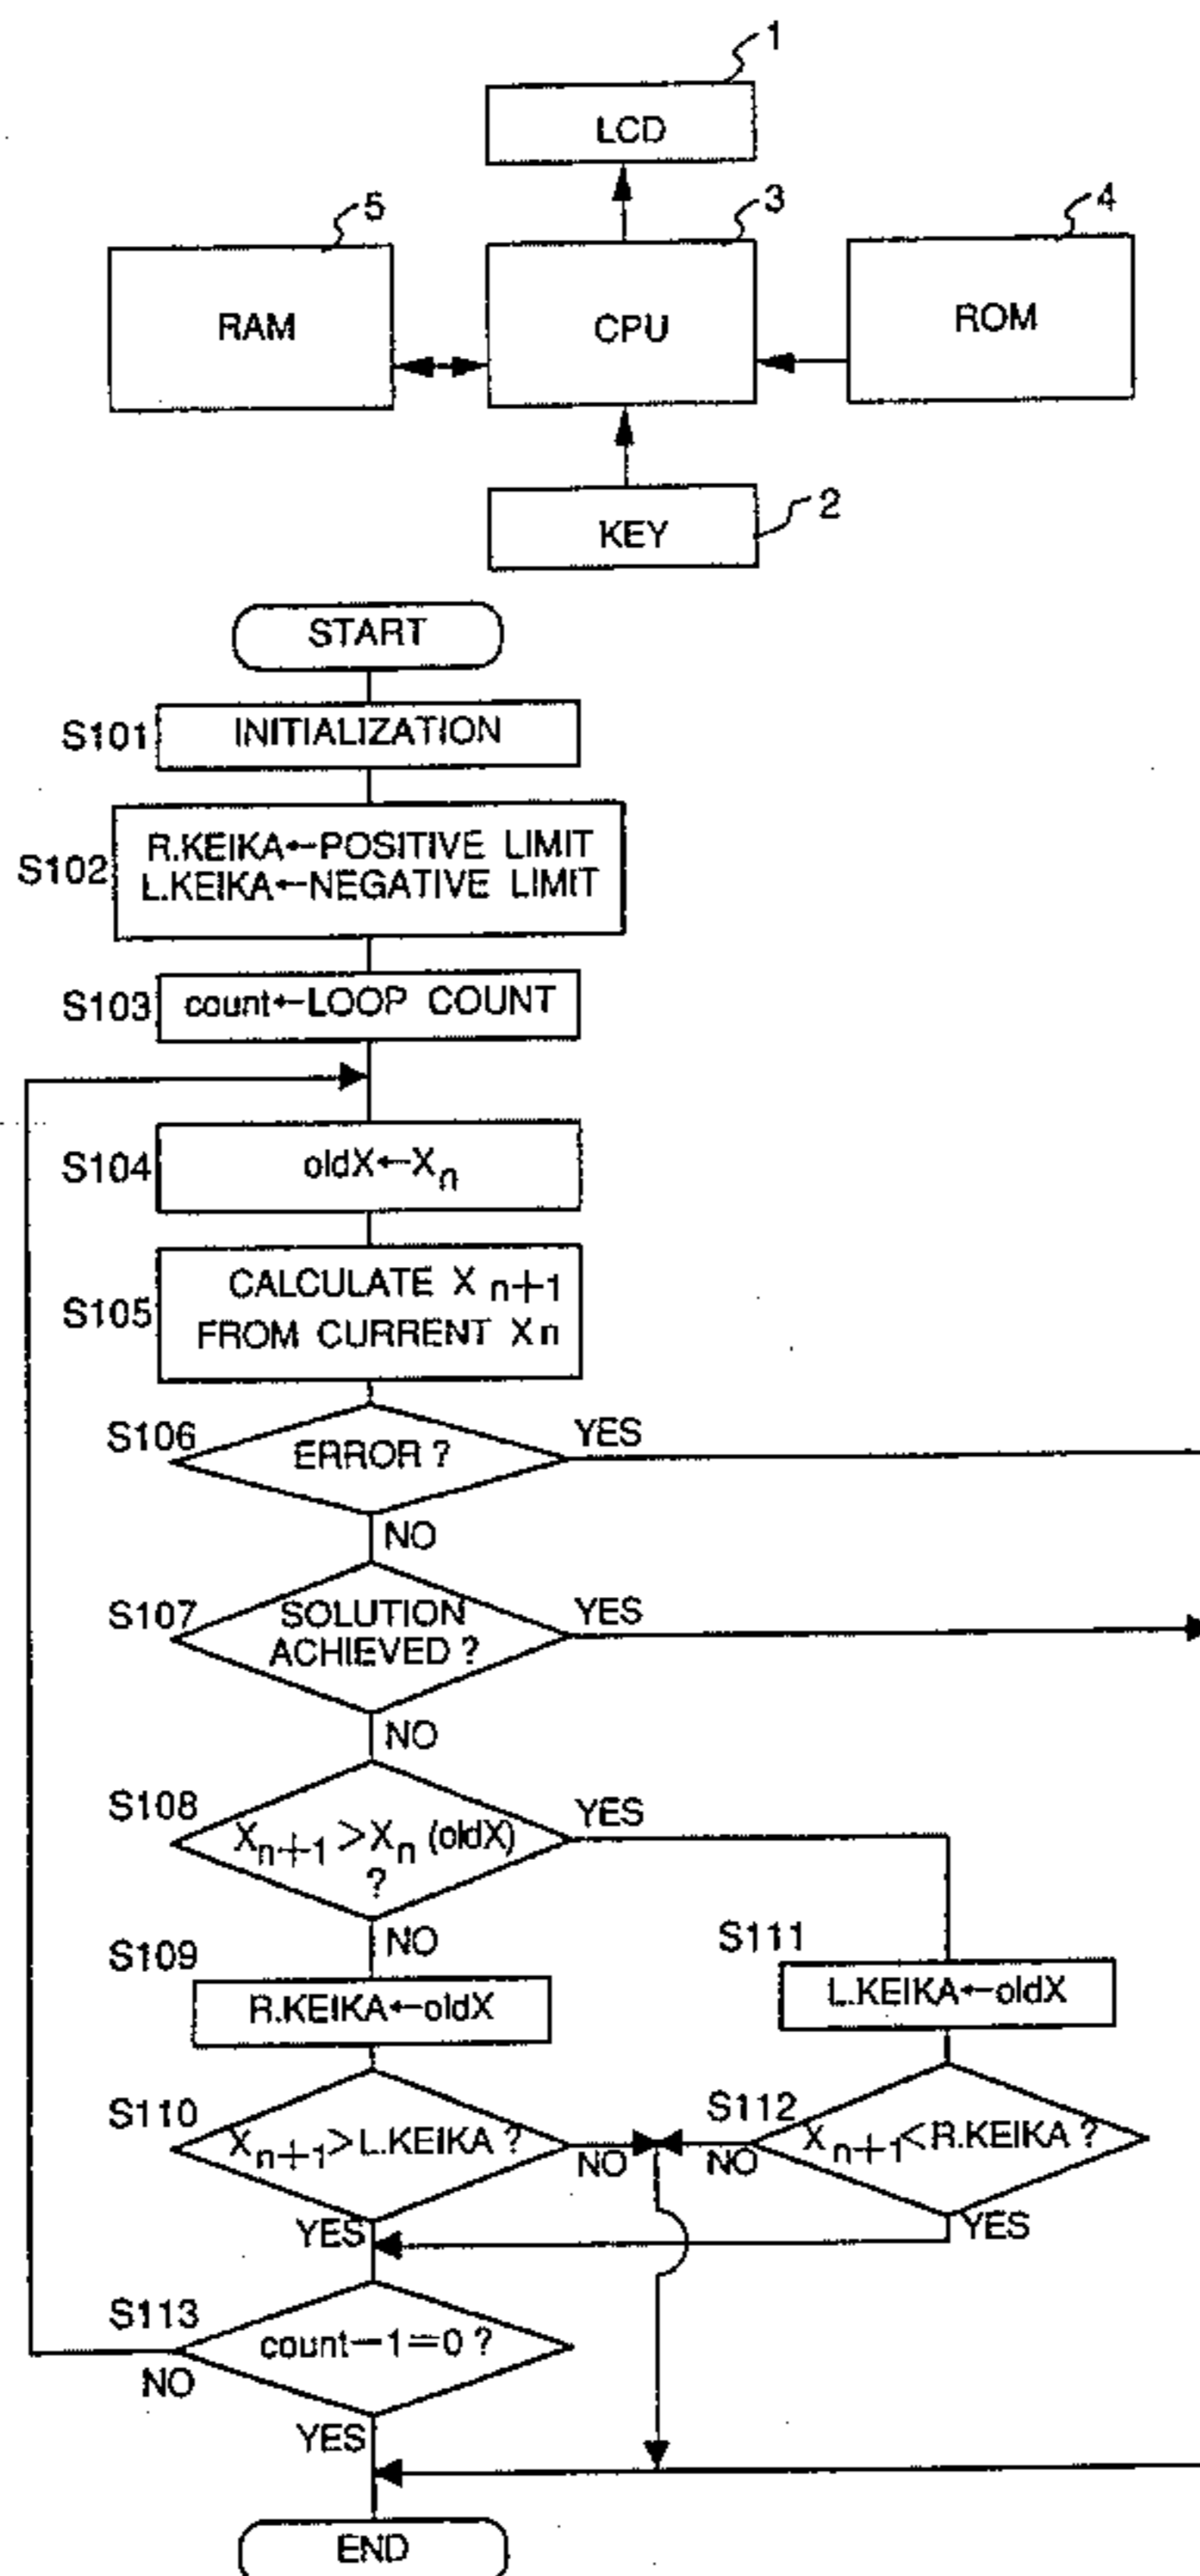 1
LCD
5
3
4
RAM
CPU
ROM
KEY
2
START
S101
INITIALIZATION
S102
R.KEIKA←POSITIVE LIMIT
L.KEIKA←NEGATIVE LIMIT
S103
count←LOOP COUNT
S104
oldX←Xn
S105
CALCULATE X n+1
FROM CURRENT Xn
S106
ERROR ?
YES
NO
S107
SOLUTION
ACHIEVED ?
YES
NO
S108
Xn+1 >Xn (oldX)
?
YES
NO
S109
R.KEIKA←oldX
S111
L.KEIKA←oldX
S110
Xn+1>L.KEIKA ?
NO
YES
S112
Xn+1<R.KEIKA ?
NO
YES
S113
count−1=0 ?
NO
YES
END